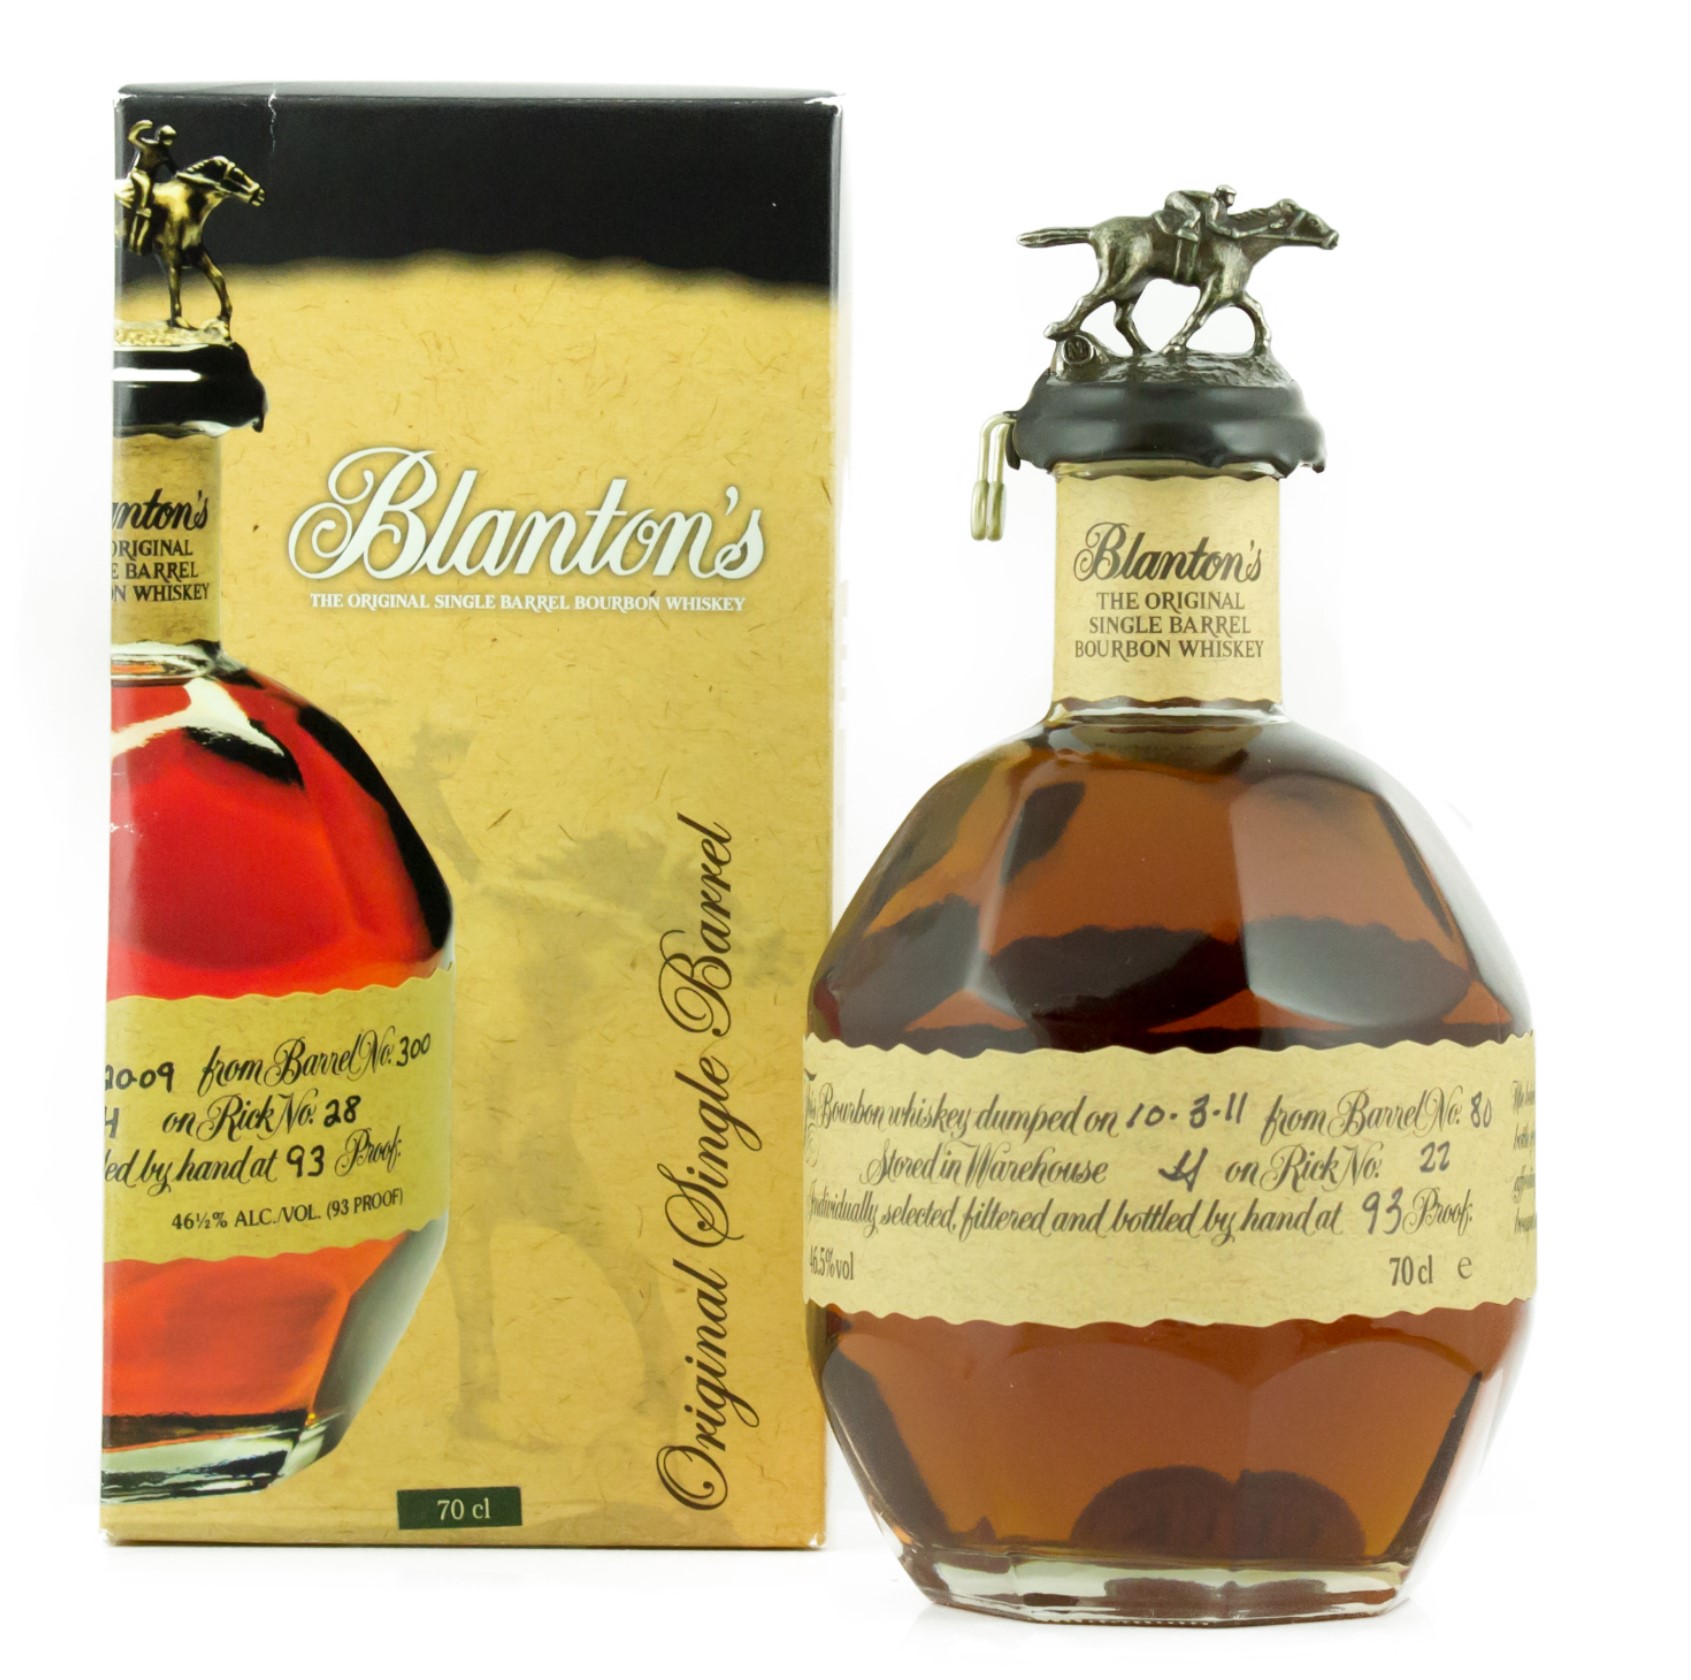 Blanton's
THE ORIGINAL SINGLE BARREL BOURBON WHISKEY
ORIGINAL
BARREL
WHISKEY
2009 from Barrel No: 300
H on Rick No: 28
by hand at 93 Proof.
46½% ALC./VOL. (93 PROOF)
Original Single Barrel
70 cl
Blanton's
THE ORIGINAL
SINGLE BARREL
BOURBON WHISKEY
Bourbon whiskey dumped on 10-3-11 from Barrel No: 80
Stored in Warehouse H on Rick No: 22
Individually selected, filtered and bottled by hand at 93 Proof.
46.5%vol 70 cl e